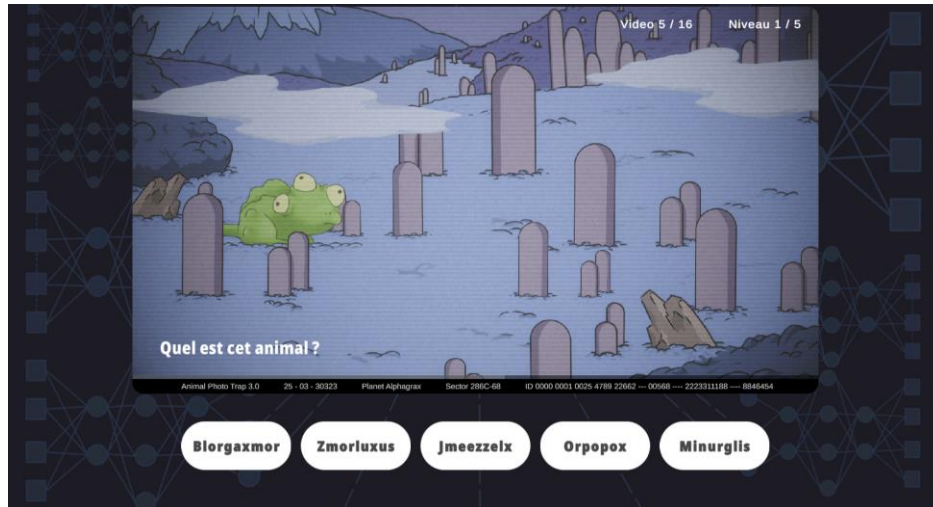 Video 5 / 16 Niveau 1 / 5
Quel est cet animal ?
Animal Photo Trap 3.0 25 - 03 - 30323 Planet Alphagrax Sector 286C-68 ID 0000 0001 0025 4789 22662 --- 00568 ---- 2223311188 ---- 8846454
Blorgaxmor Zmorluxus Jmeezzelx Orpopox Minurglis